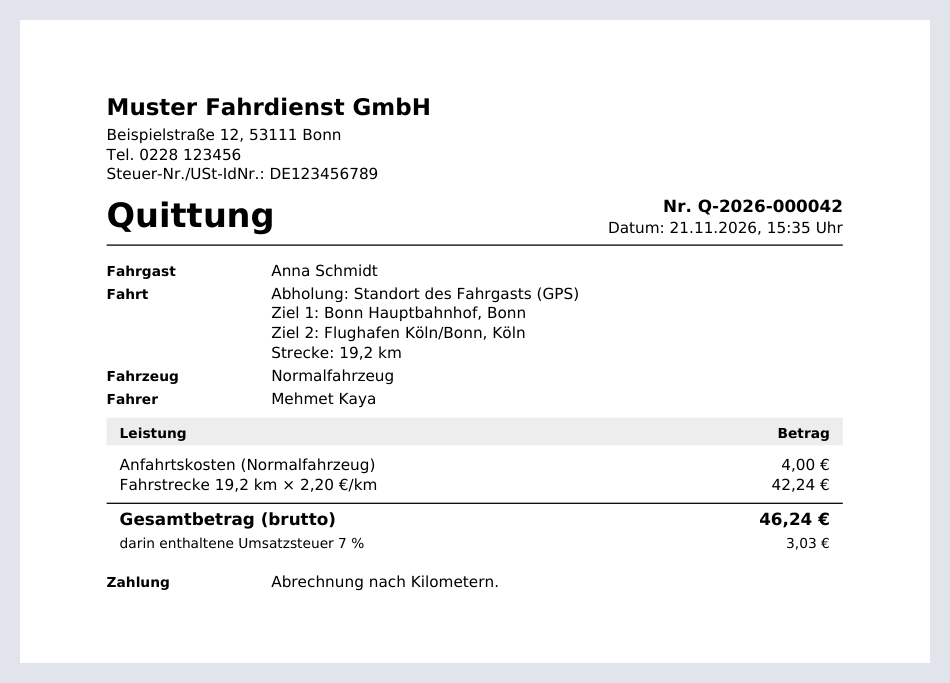 Muster Fahrdienst GmbH
Beispielstraße 12, 53111 Bonn
Tel. 0228 123456
Steuer-Nr./USt-IdNr.: DE123456789
Quittung
Nr. Q-2026-000042
Datum: 21.11.2026, 15:35 Uhr
Fahrgast Anna Schmidt
Fahrt Abholung: Standort des Fahrgasts (GPS)
Ziel 1: Bonn Hauptbahnhof, Bonn
Ziel 2: Flughafen Köln/Bonn, Köln
Strecke: 19,2 km
Fahrzeug Normalfahrzeug
Fahrer Mehmet Kaya
Leistung Betrag
Anfahrtskosten (Normalfahrzeug) 4,00 €
Fahrstrecke 19,2 km × 2,20 €/km 42,24 €
Gesamtbetrag (brutto) 46,24 €
darin enthaltene Umsatzsteuer 7 % 3,03 €
Zahlung Abrechnung nach Kilometern.